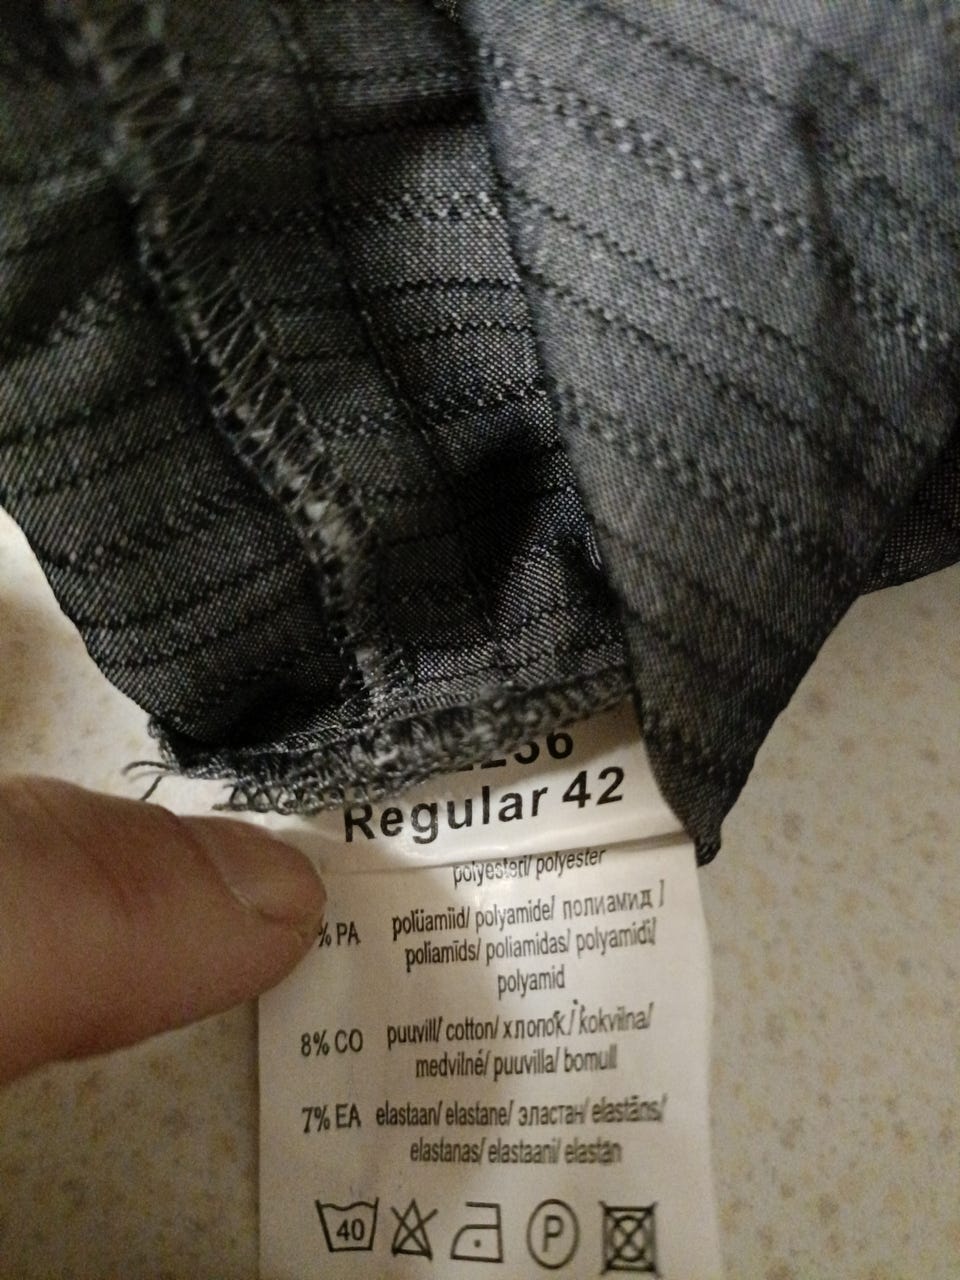 Regular 42
polyesteri/ polyester
% PA poliüamiid/ polyamide/ полиамид /
poliamīds/ poliamidas/ polyamidi/
polyamid
8% CO puuvill/ cotton/ хлопок / kokvilna/
medvilné/ puuvilla/ bomull
7% EA elastaan/ elastane/ эластан/ elastāns/
elastanas/ elastaani/ elastan
40
P